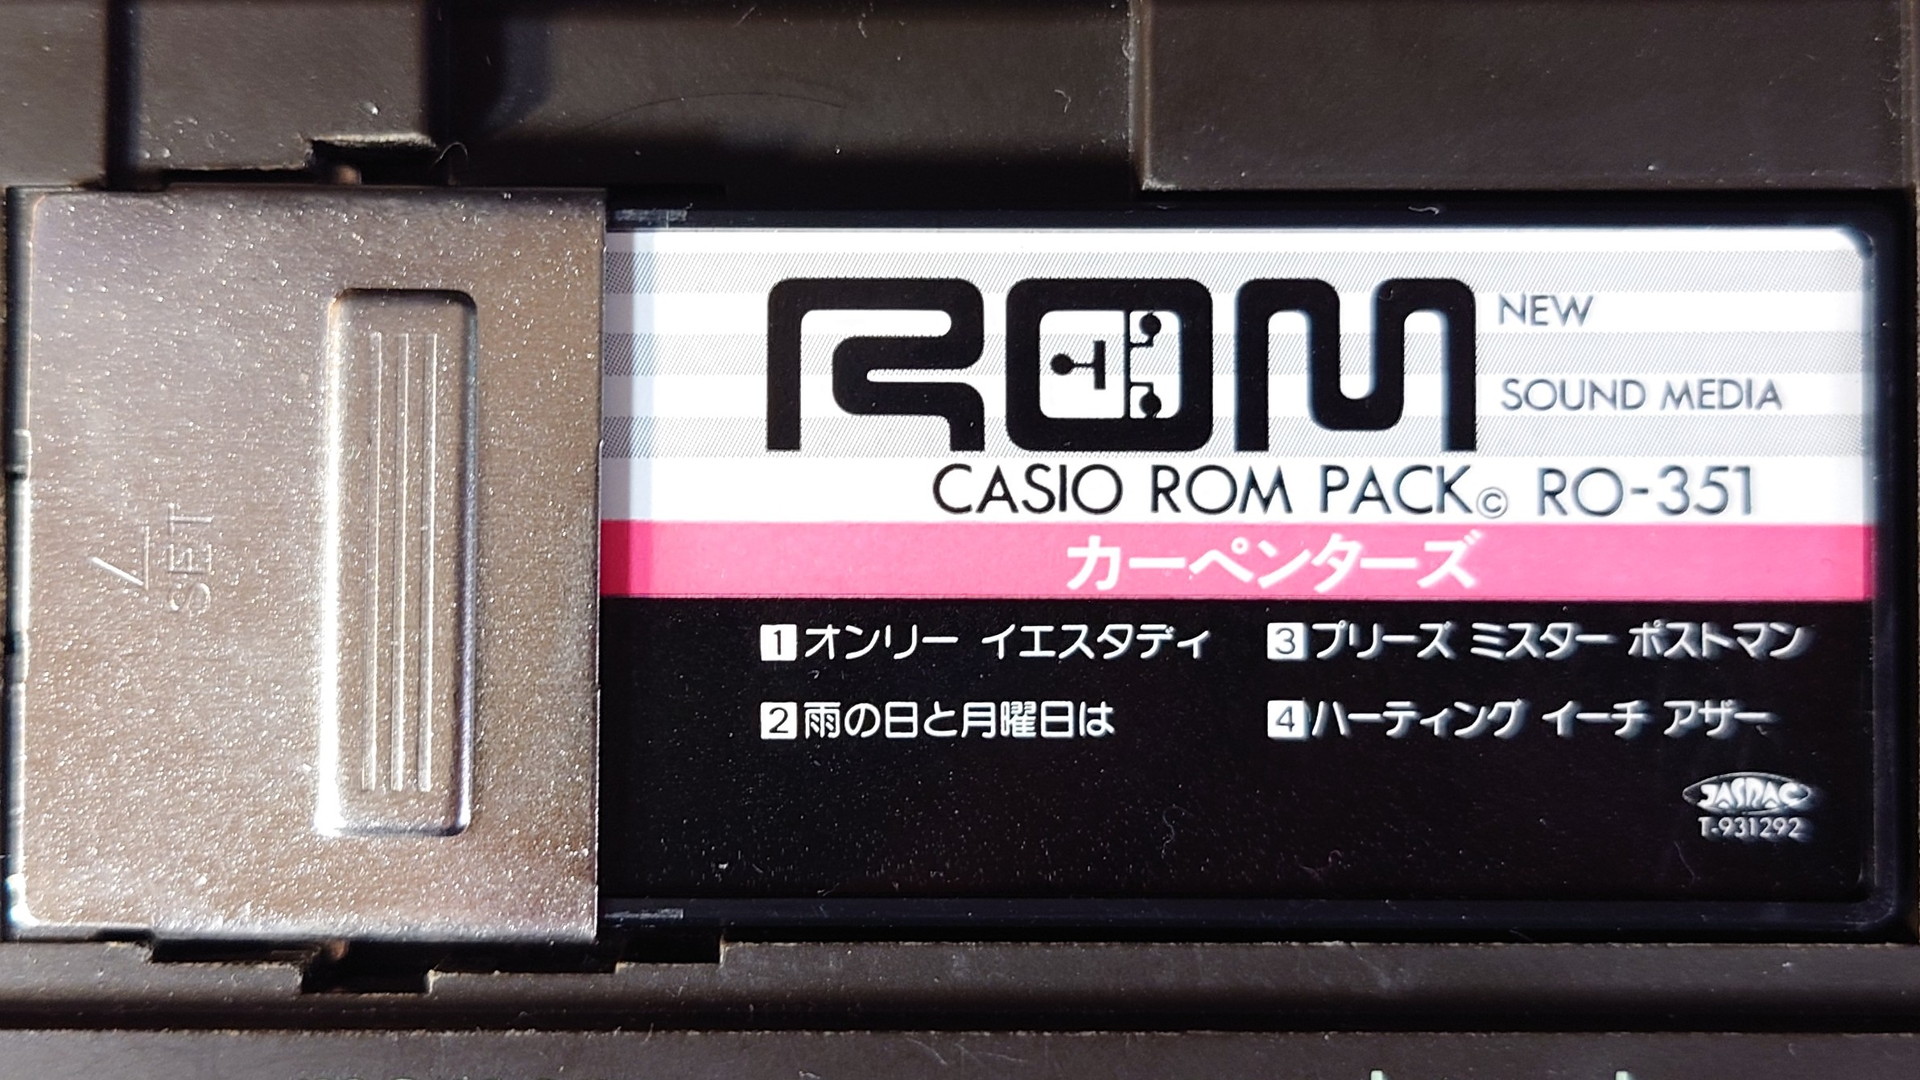 SET
ROM
NEW
SOUND MEDIA
CASIO ROM PACK© RO-351
カーペンターズ
1 オンリー イエスタディ
2 雨の日と月曜日は
3 プリーズ ミスター ポストマン
4 ハーティング イーチ アザー
JASRAC
T-931292